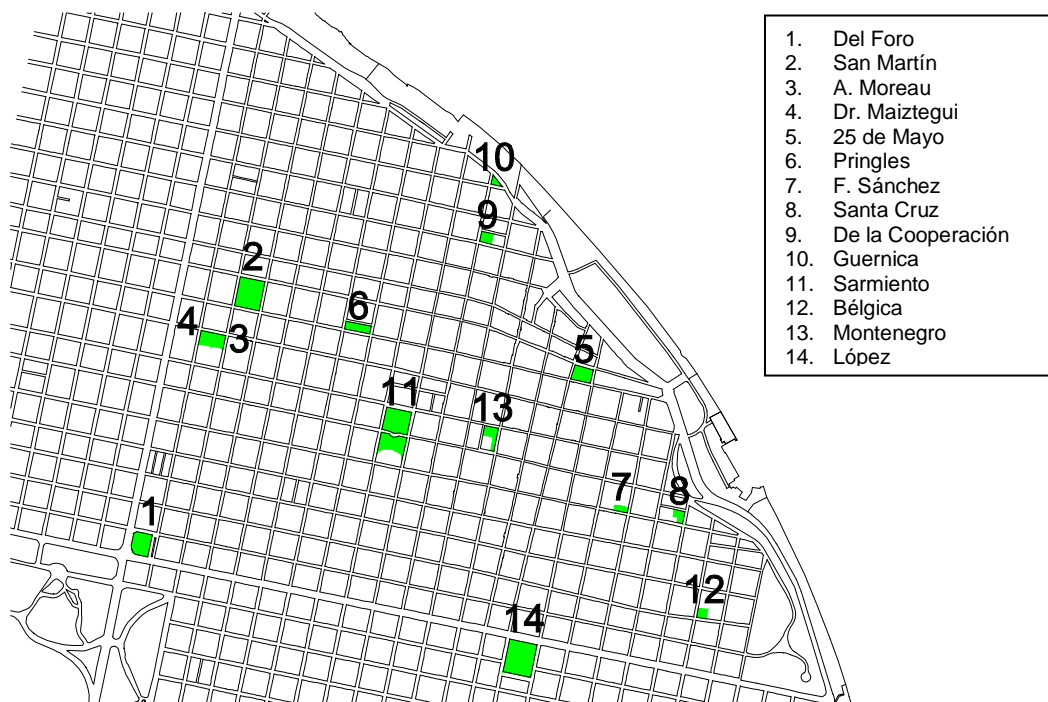 1. Del Foro
2. San Martín
3. A. Moreau
4. Dr. Maiztegui
5. 25 de Mayo
6. Pringles
7. F. Sánchez
8. Santa Cruz
9. De la Cooperación
10. Guernica
11. Sarmiento
12. Bélgica
13. Montenegro
14. López
10
9
2
6
4
3
5
11
13
7
8
1
12
14